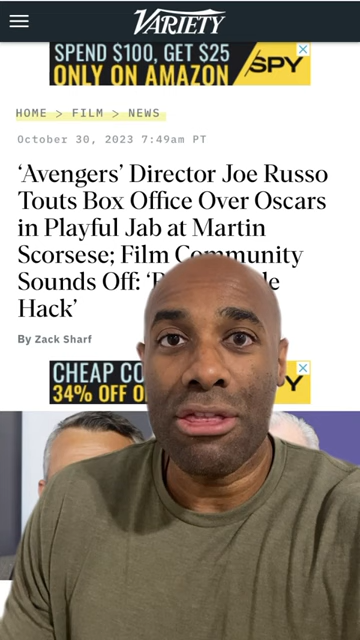 VARIETY
SPEND $100, GET $25
ONLY ON AMAZON
SPY
HOME > FILM > NEWS
October 30, 2023 7:49am PT
‘Avengers’ Director Joe Russo
Touts Box Office Over Oscars
in Playful Jab at Martin
Scorsese; Film Community
Sounds Off:
Hack’
By Zack Sharf
CHEAP
34% OFF